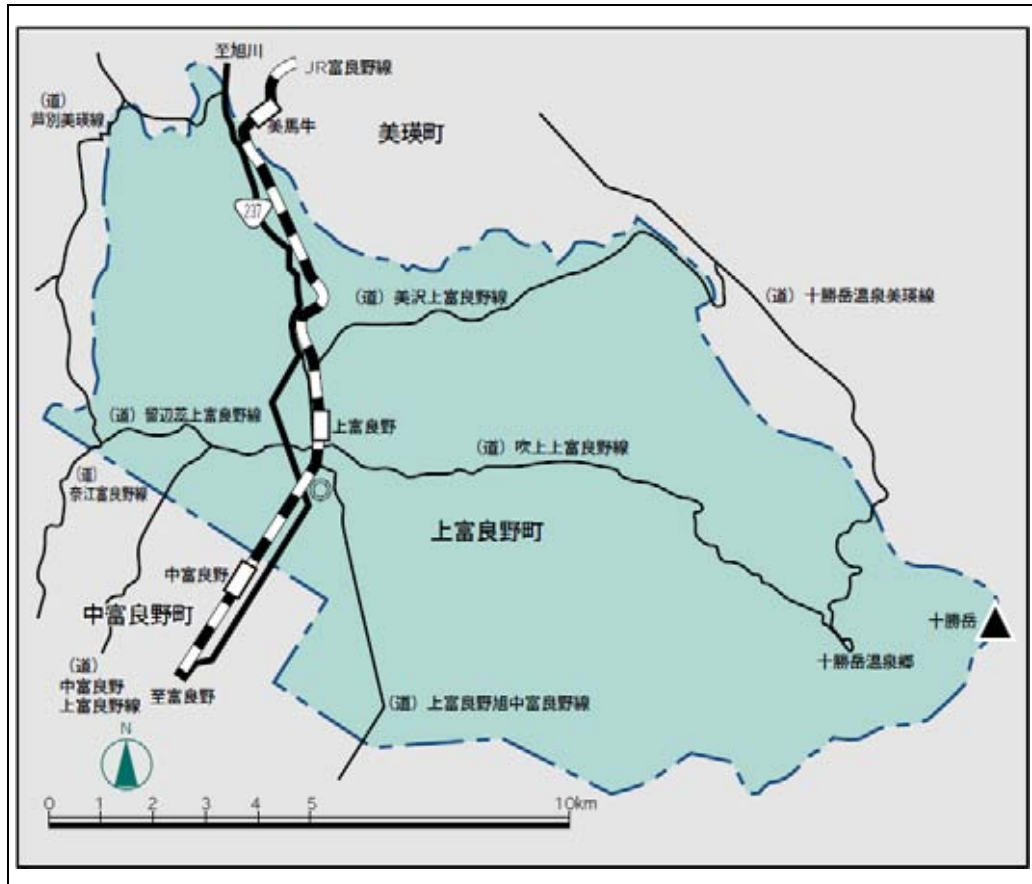 至旭川
JR富良野線
(道)
芦別美瑛線
美馬牛
美瑛町
237
(道) 美沢上富良野線
(道) 十勝岳温泉美瑛線
(道) 留辺蕊上富良野線
上富良野
(道) 吹上上富良野線
(道)
奈江富良野線
上富良野町
中富良野
中富良野町
十勝岳
十勝岳温泉郷
(道)
中富良野
上富良野線
至富良野
(道) 上富良野旭中富良野線
N
0 1 2 3 4 5 10km